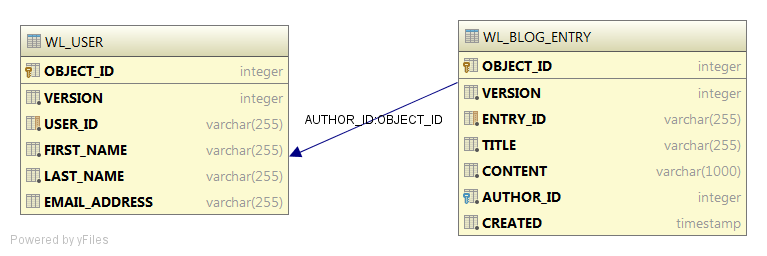 WL_USER
OBJECT_ID integer
VERSION integer
USER_ID varchar(255)
FIRST_NAME varchar(255)
LAST_NAME varchar(255)
EMAIL_ADDRESS varchar(255)
AUTHOR_ID:OBJECT_ID
WL_BLOG_ENTRY
OBJECT_ID integer
VERSION integer
ENTRY_ID varchar(255)
TITLE varchar(255)
CONTENT varchar(1000)
AUTHOR_ID integer
CREATED timestamp
Powered by yFiles